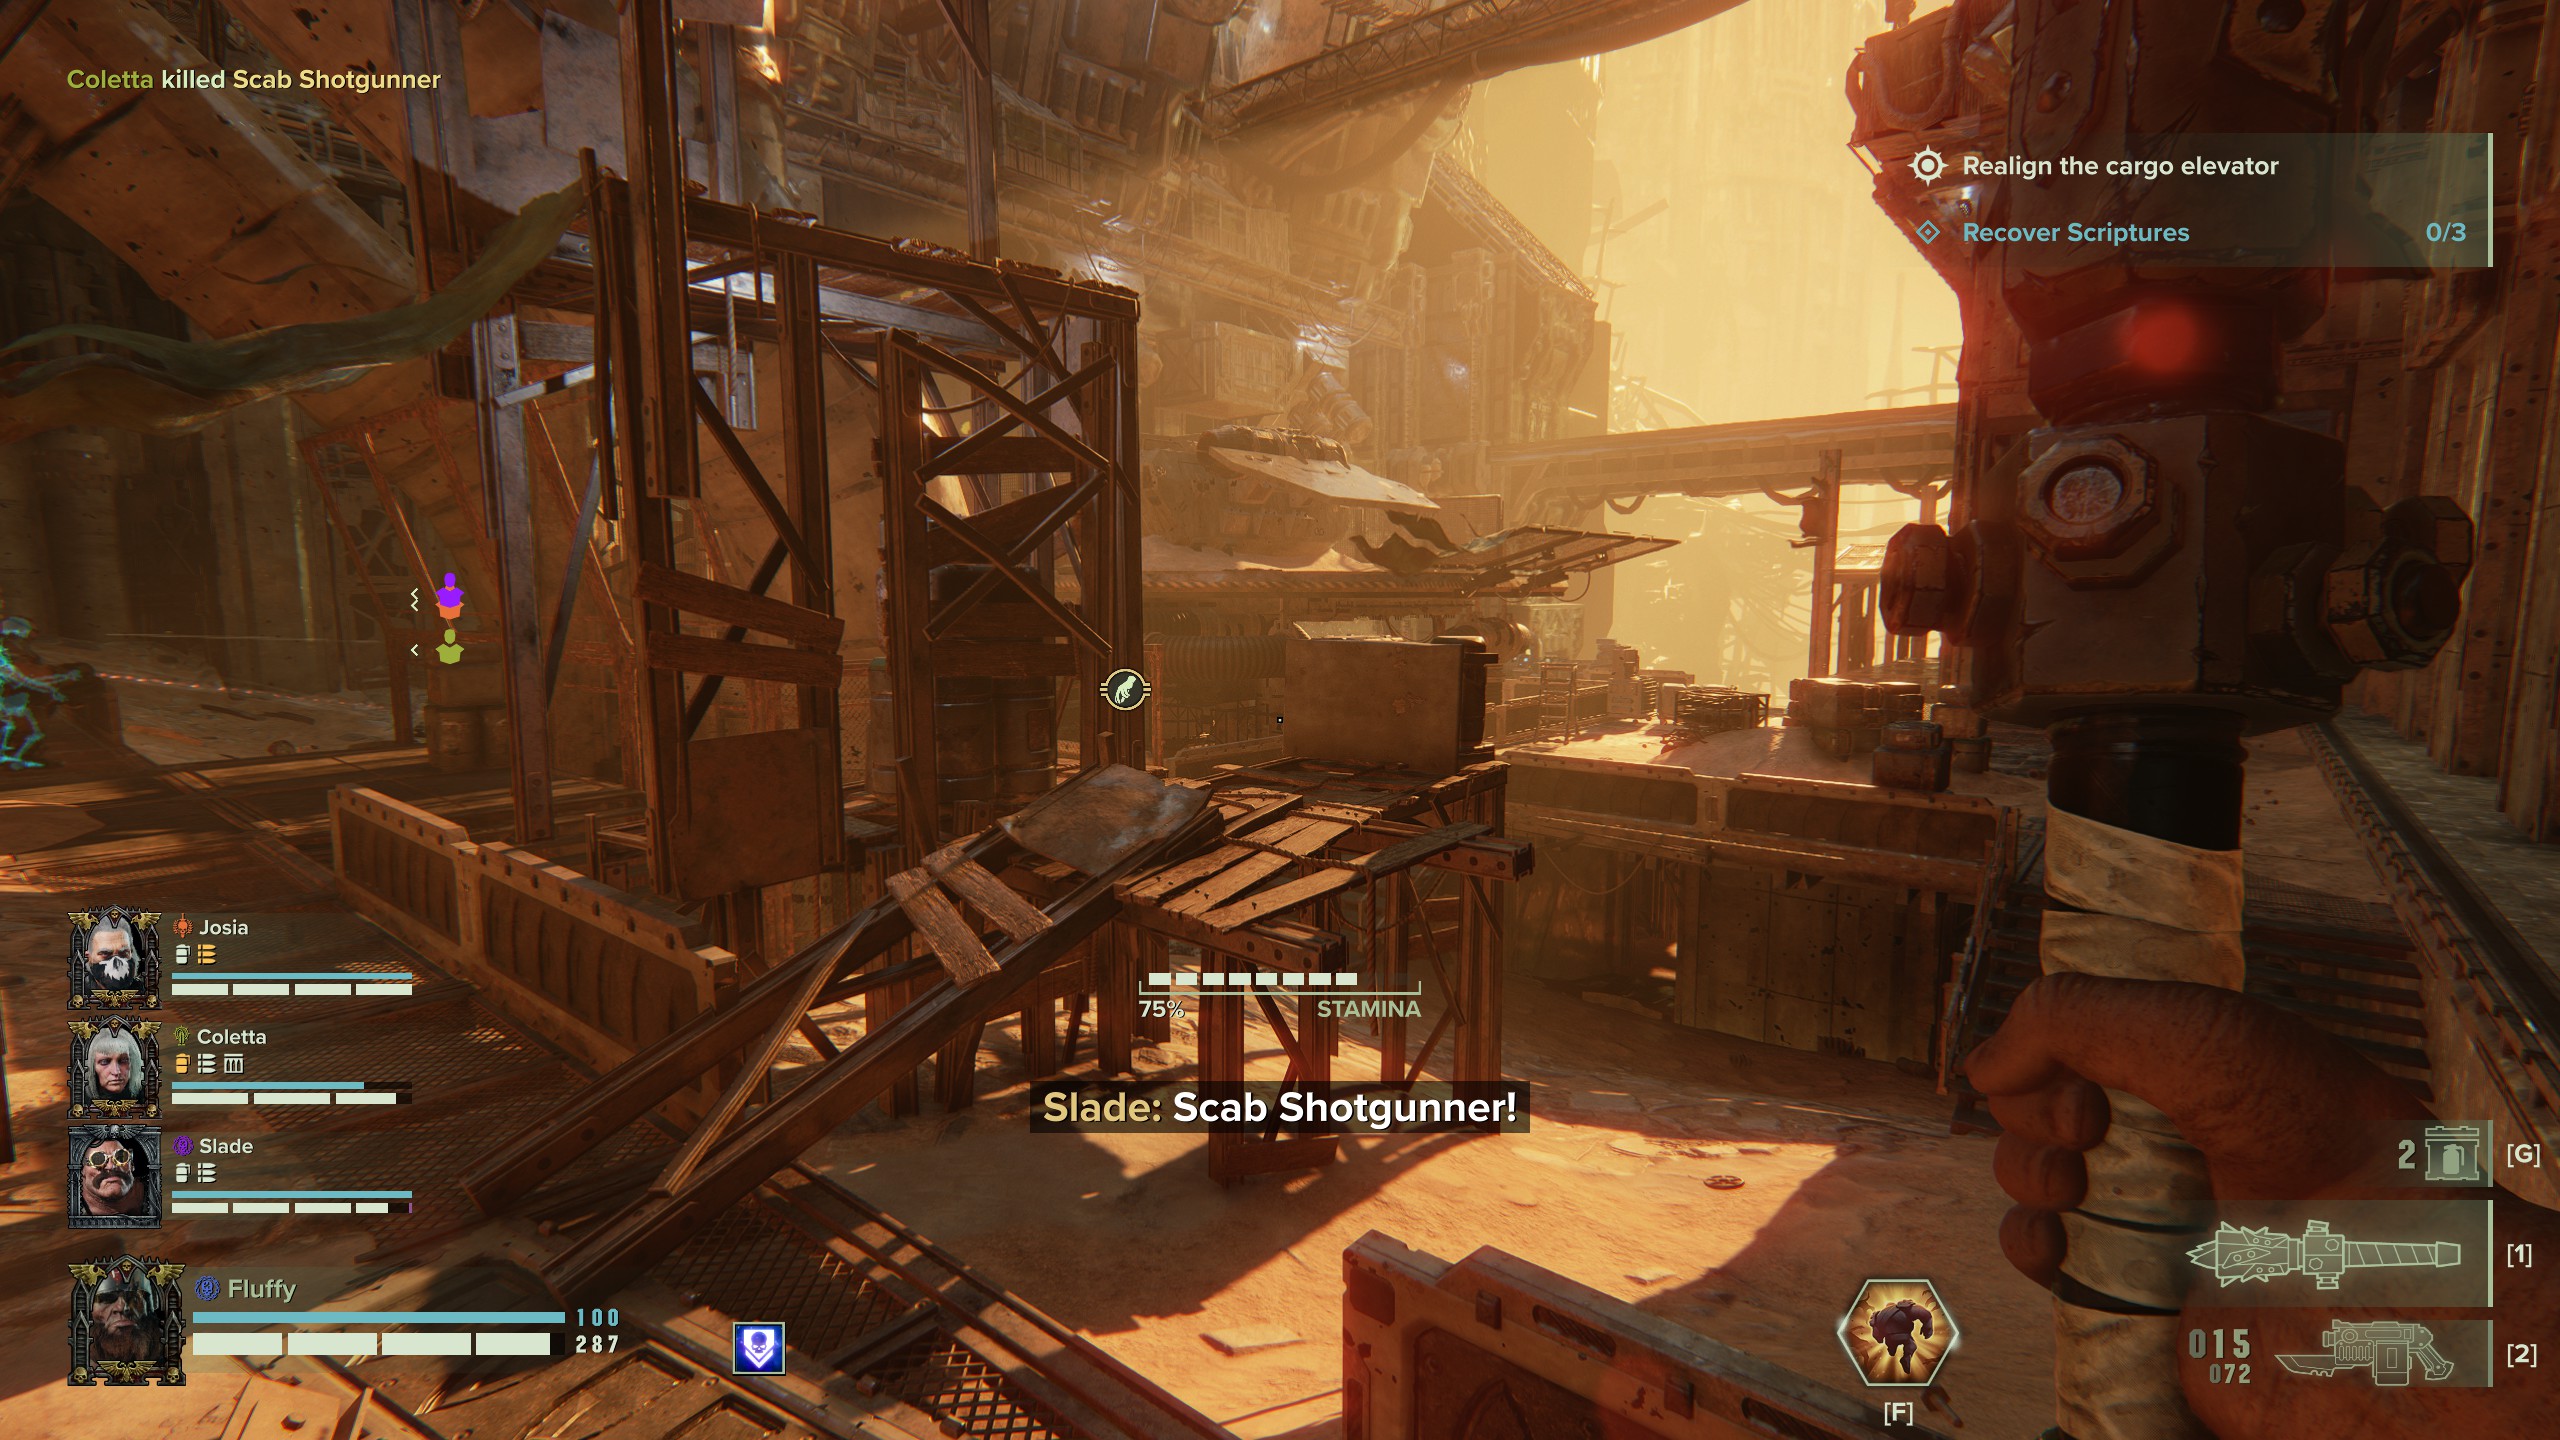 Coletta killed Scab Shotgunner
Realign the cargo elevator
Recover Scriptures 0/3
Josia
Coletta
75% STAMINA
Slade: Scab Shotgunner!
Slade
Fluffy
100
287
2 [G]
[1]
015
072
[2]
[F]